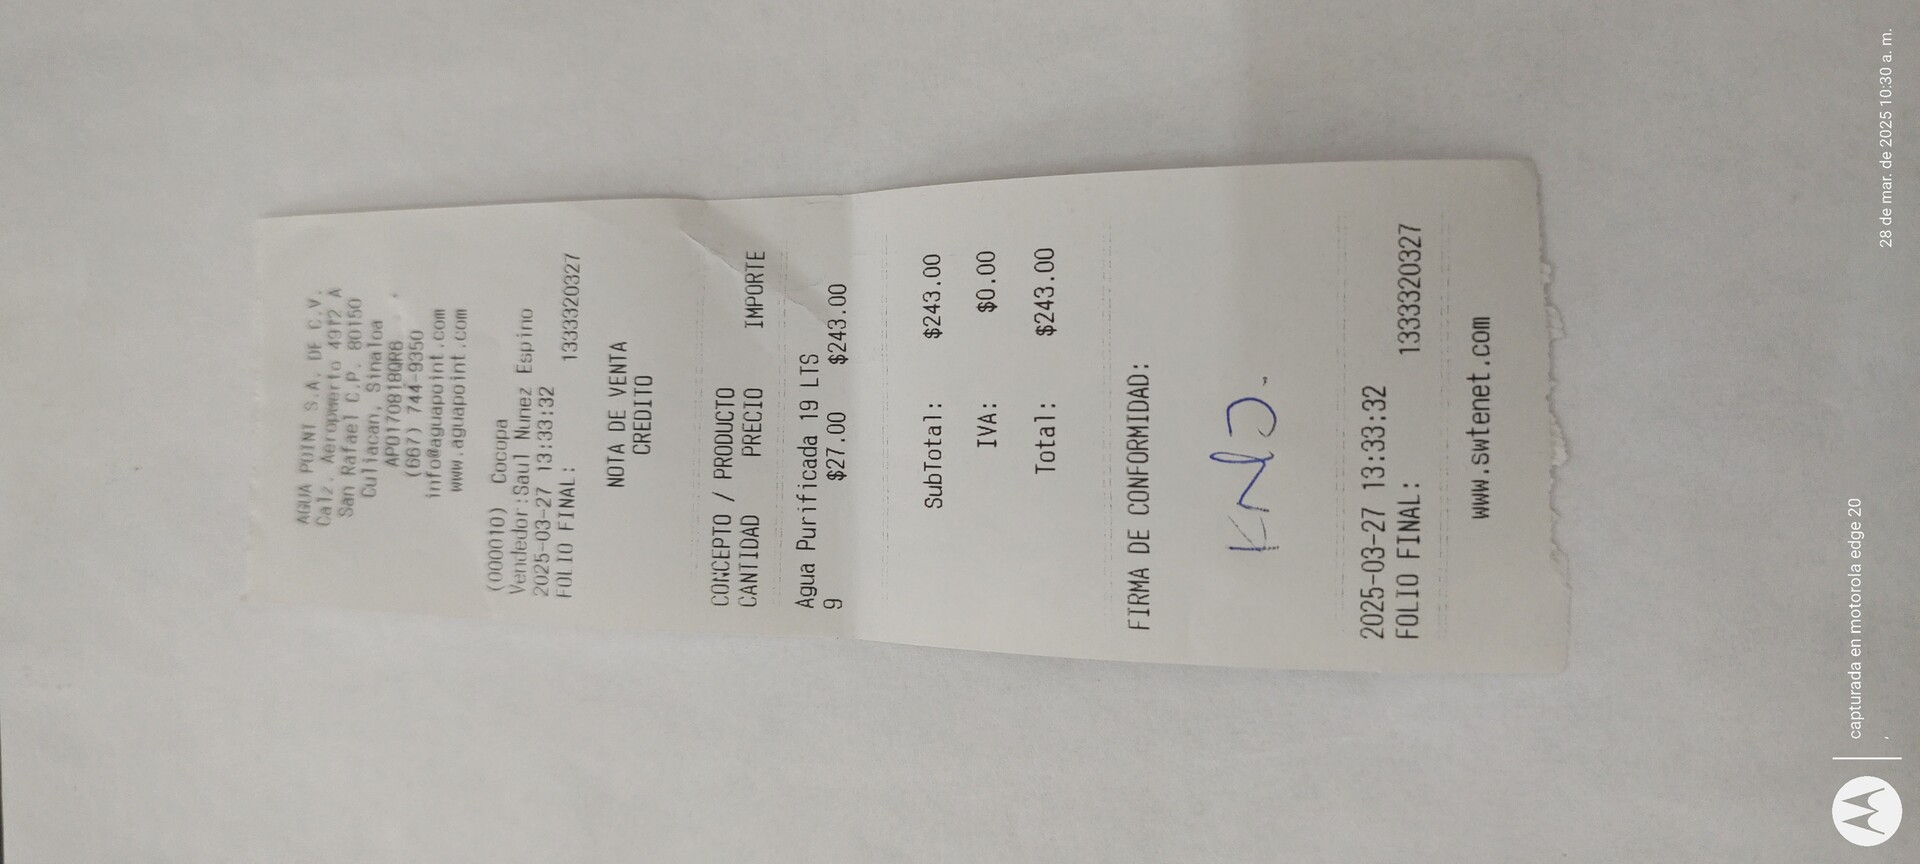 AGUA POINT S.A. DE C.V.
Calz. Aeropuerto 4912 A
San Rafael C.P. 80150
Culiacan, Sinaloa
APO170818QR6
(667) 744-9350
info@aguapoint.com
www.aguapoint.com
(000010) Cocopa
Vendedor:Saul Nunez Espino
2025-03-27 13:33:32
FOLIO FINAL: 1333320327
NOTA DE VENTA
CREDITO
CONCEPTO / PRODUCTO
CANTIDAD PRECIO IMPORTE
Agua Purificada 19 LTS
9 $27.00 $243.00
SubTotal: $243.00
IVA: $0.00
Total: $243.00
FIRMA DE CONFORMIDAD:
2025-03-27 13:33:32
FOLIO FINAL: 1333320327
www.swtenet.com
capturada en motorola edge 20
28 de mar. de 2025 10:30 a. m.